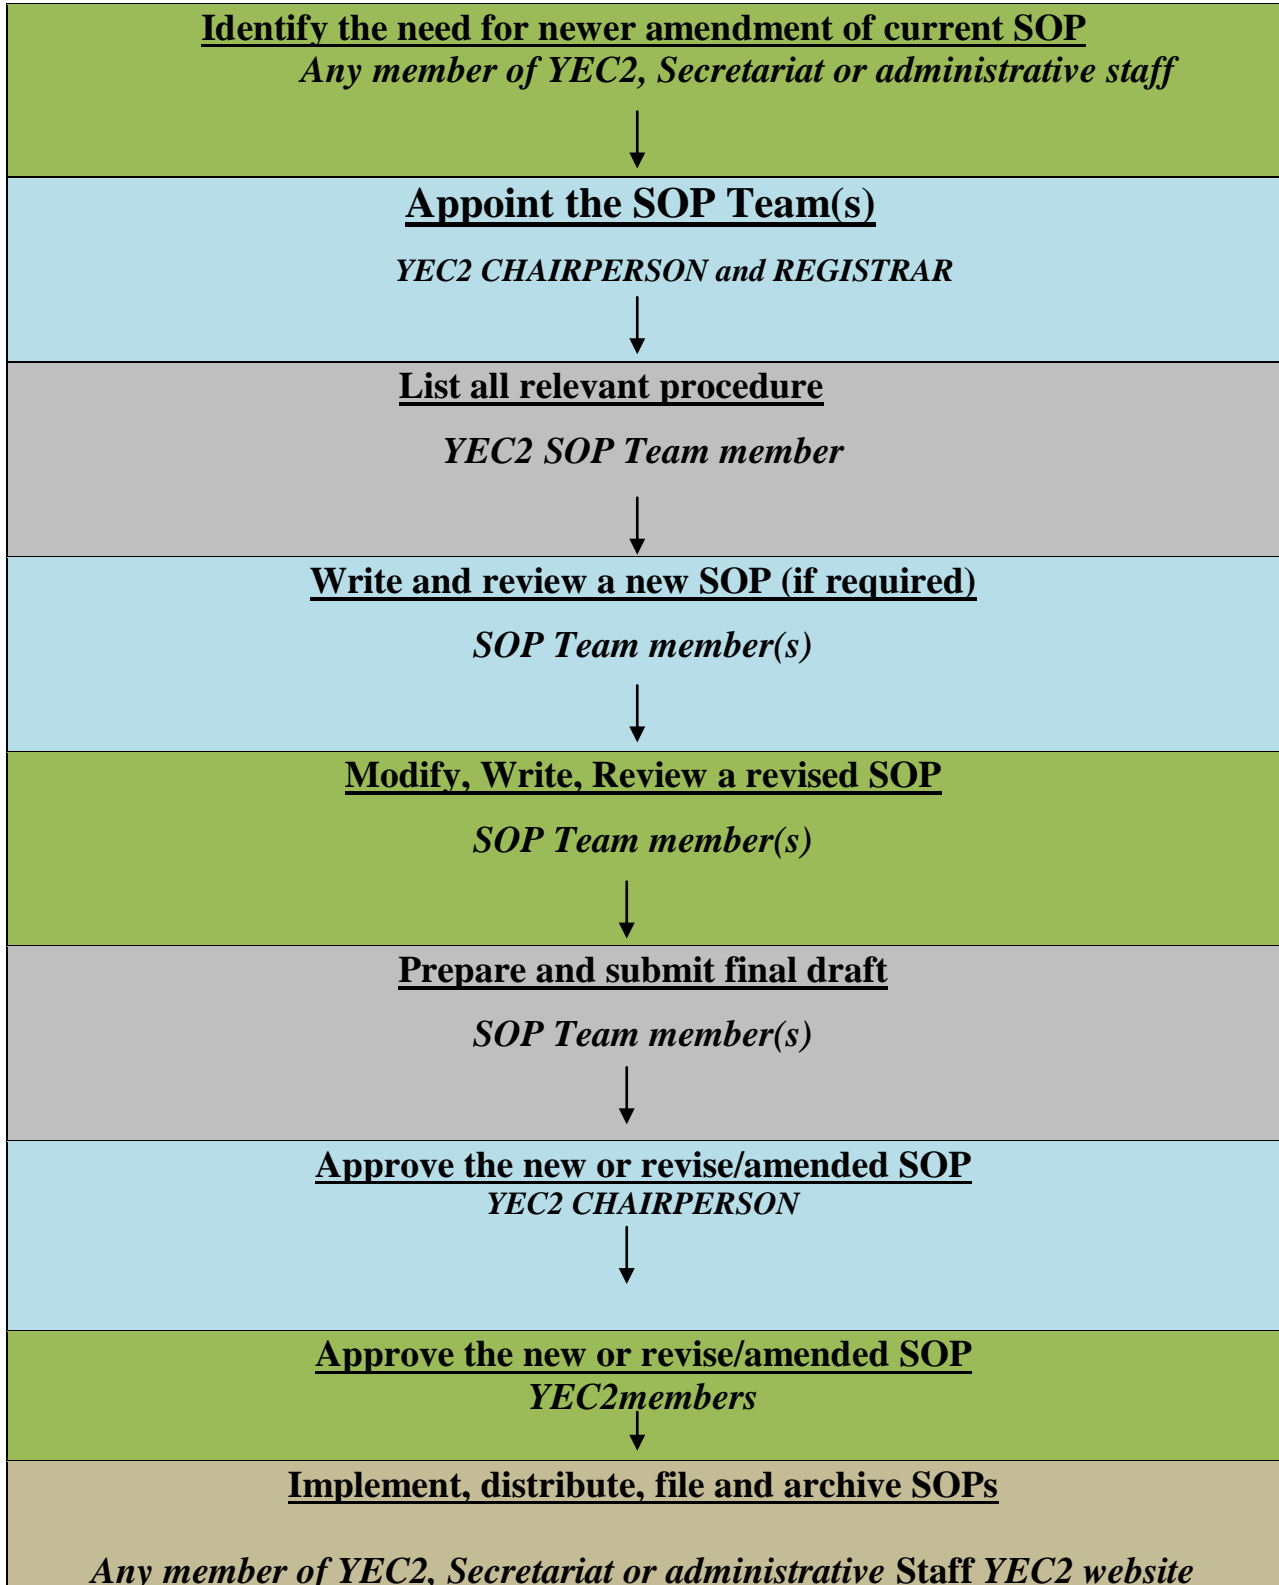 Identify the need for newer amendment of current SOP
Any member of YEC2, Secretariat or administrative staff
Appoint the SOP Team(s)
YEC2 CHAIRPERSON and REGISTRAR
List all relevant procedure
YEC2 SOP Team member
Write and review a new SOP (if required)
SOP Team member(s)
Modify, Write, Review a revised SOP
SOP Team member(s)
Prepare and submit final draft
SOP Team member(s)
Approve the new or revise/amended SOP
YEC2 CHAIRPERSON
Approve the new or revise/amended SOP
YEC2members
Implement, distribute, file and archive SOPs
Any member of YEC2, Secretariat or administrative Staff YEC2 website